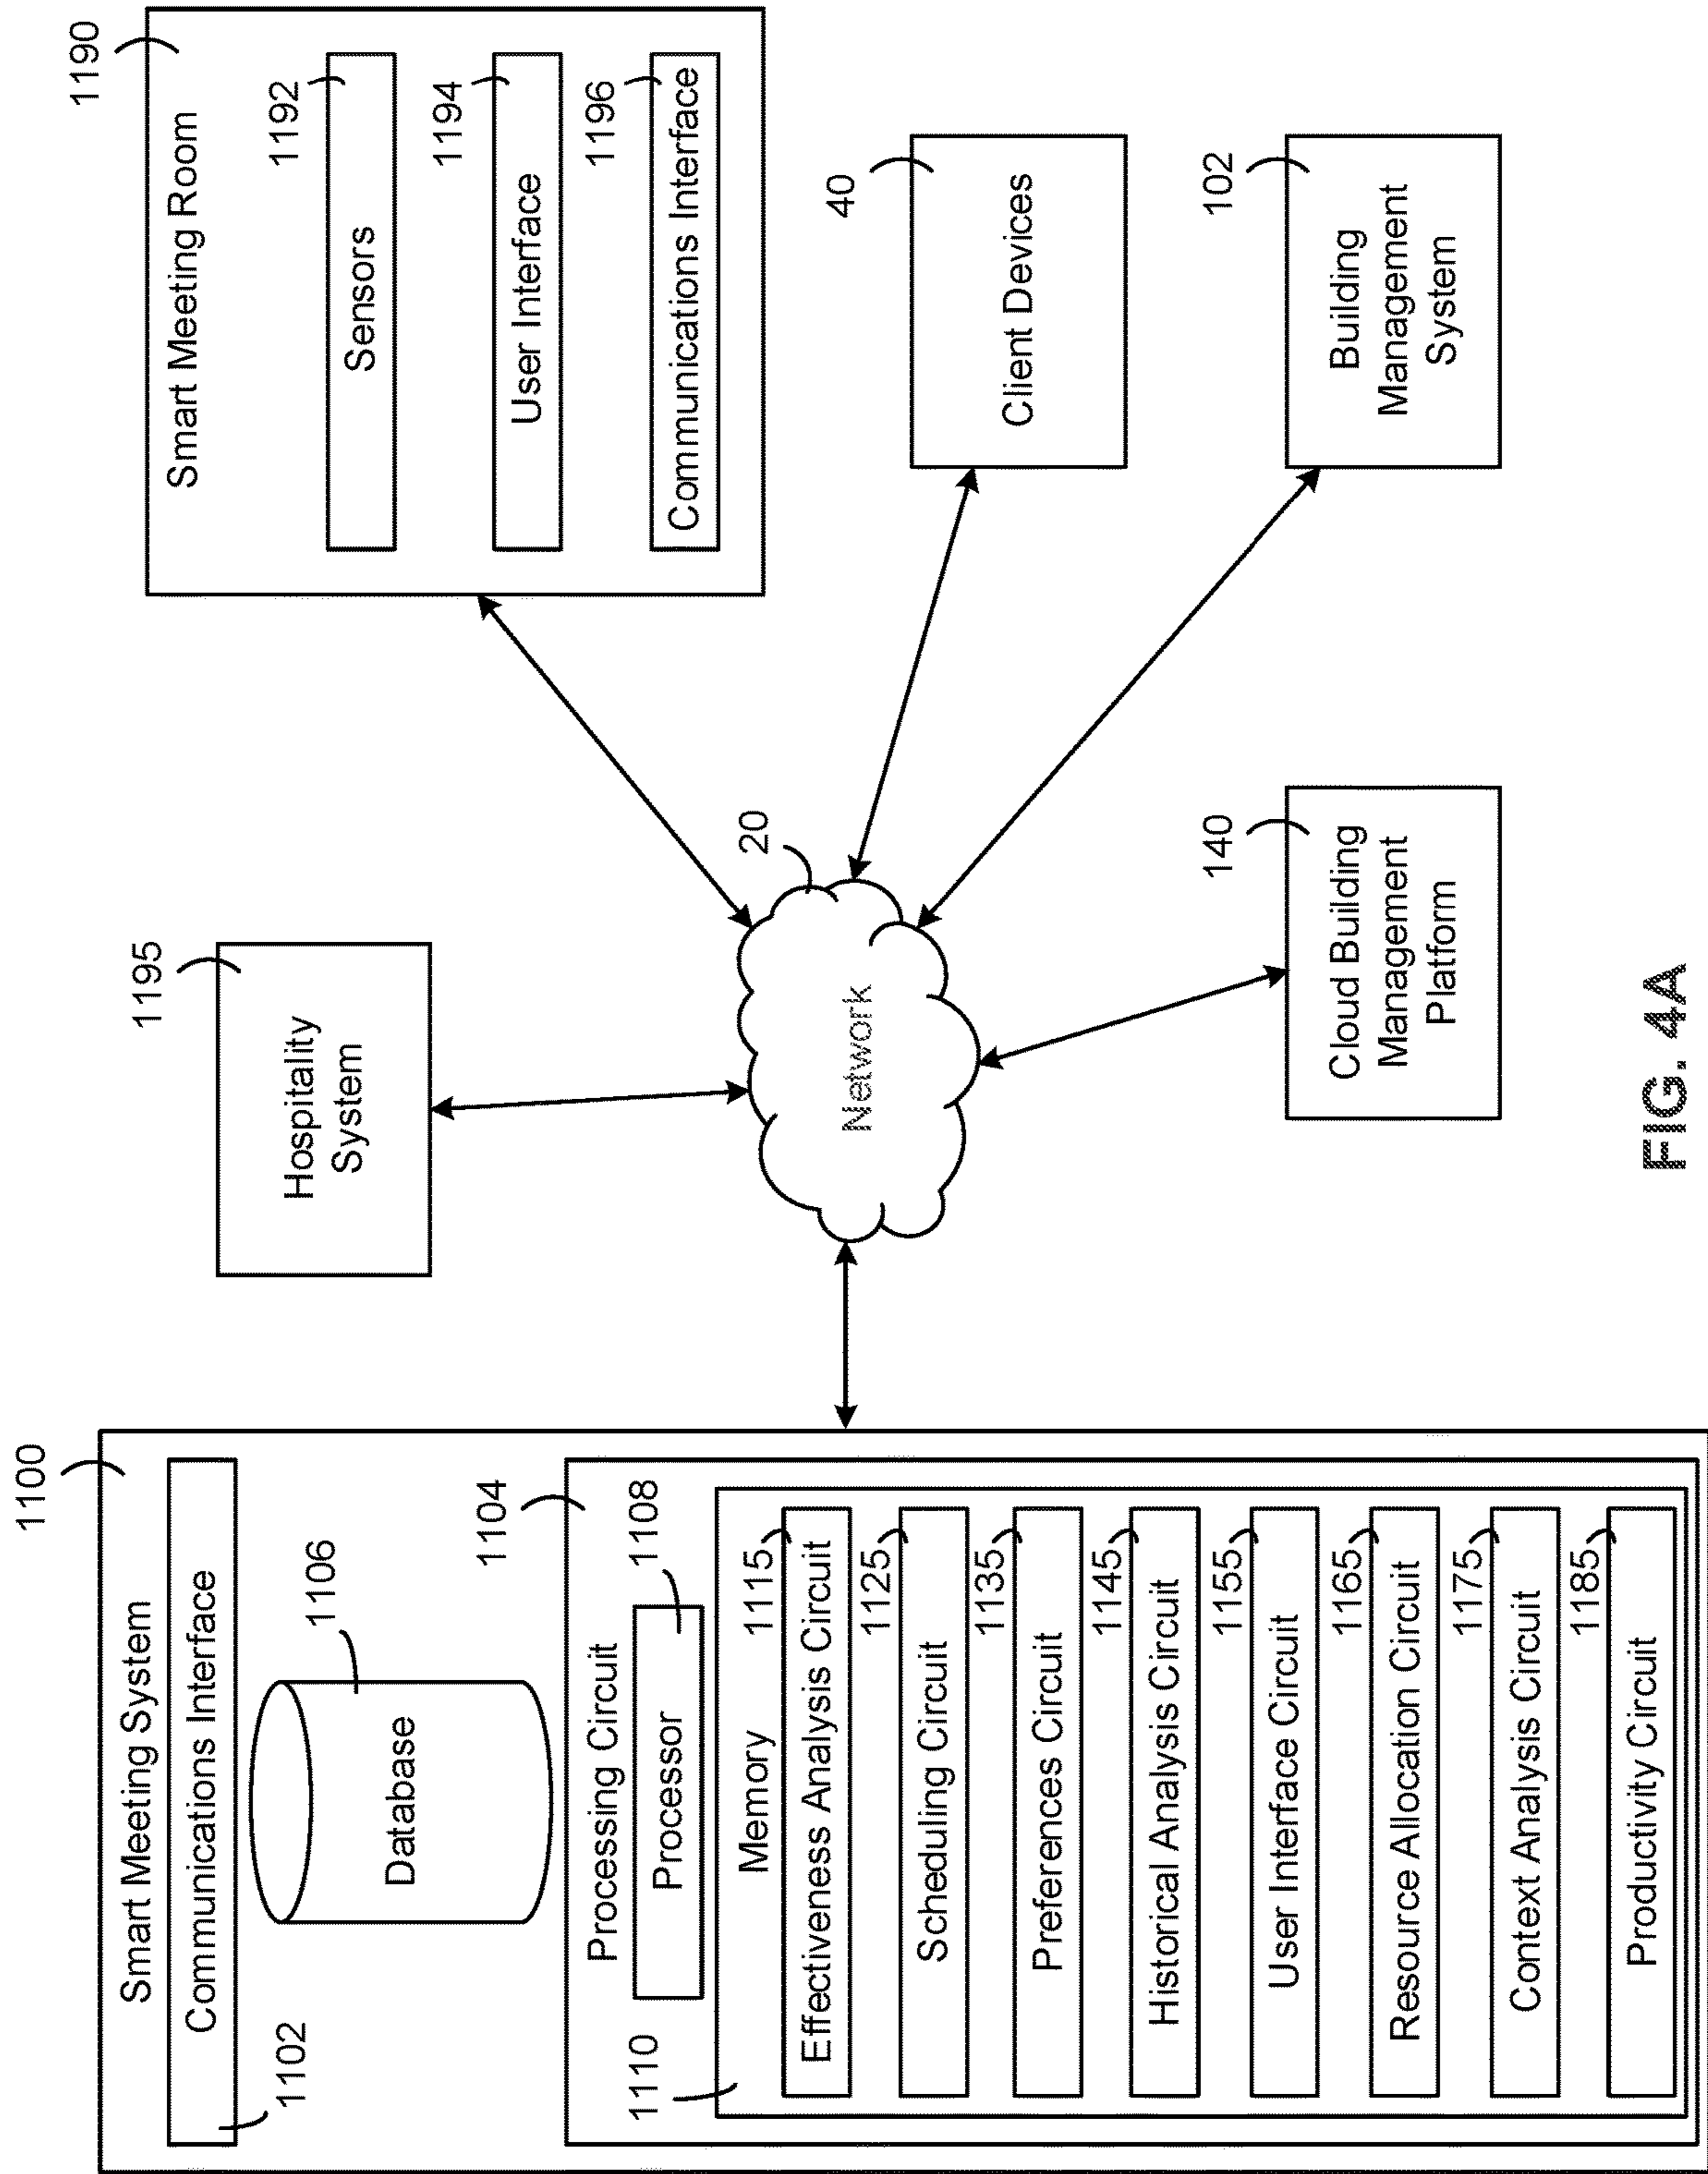 1100
Smart Meeting System
Communications Interface
1102
Database
1106
1104
Processing Circuit
Processor
1108
1110
Memory
1115
Effectiveness Analysis Circuit
1125
Scheduling Circuit
1135
Preferences Circuit
1145
Historical Analysis Circuit
1155
User Interface Circuit
1165
Resource Allocation Circuit
1175
Context Analysis Circuit
1185
Productivity Circuit
1195
Hospitality
System
20
Network
140
Cloud Building
Management
Platform
1190
Smart Meeting Room
1192
Sensors
1194
User Interface
1196
Communications Interface
40
Client Devices
102
Building
Management
System
FIG. 4A